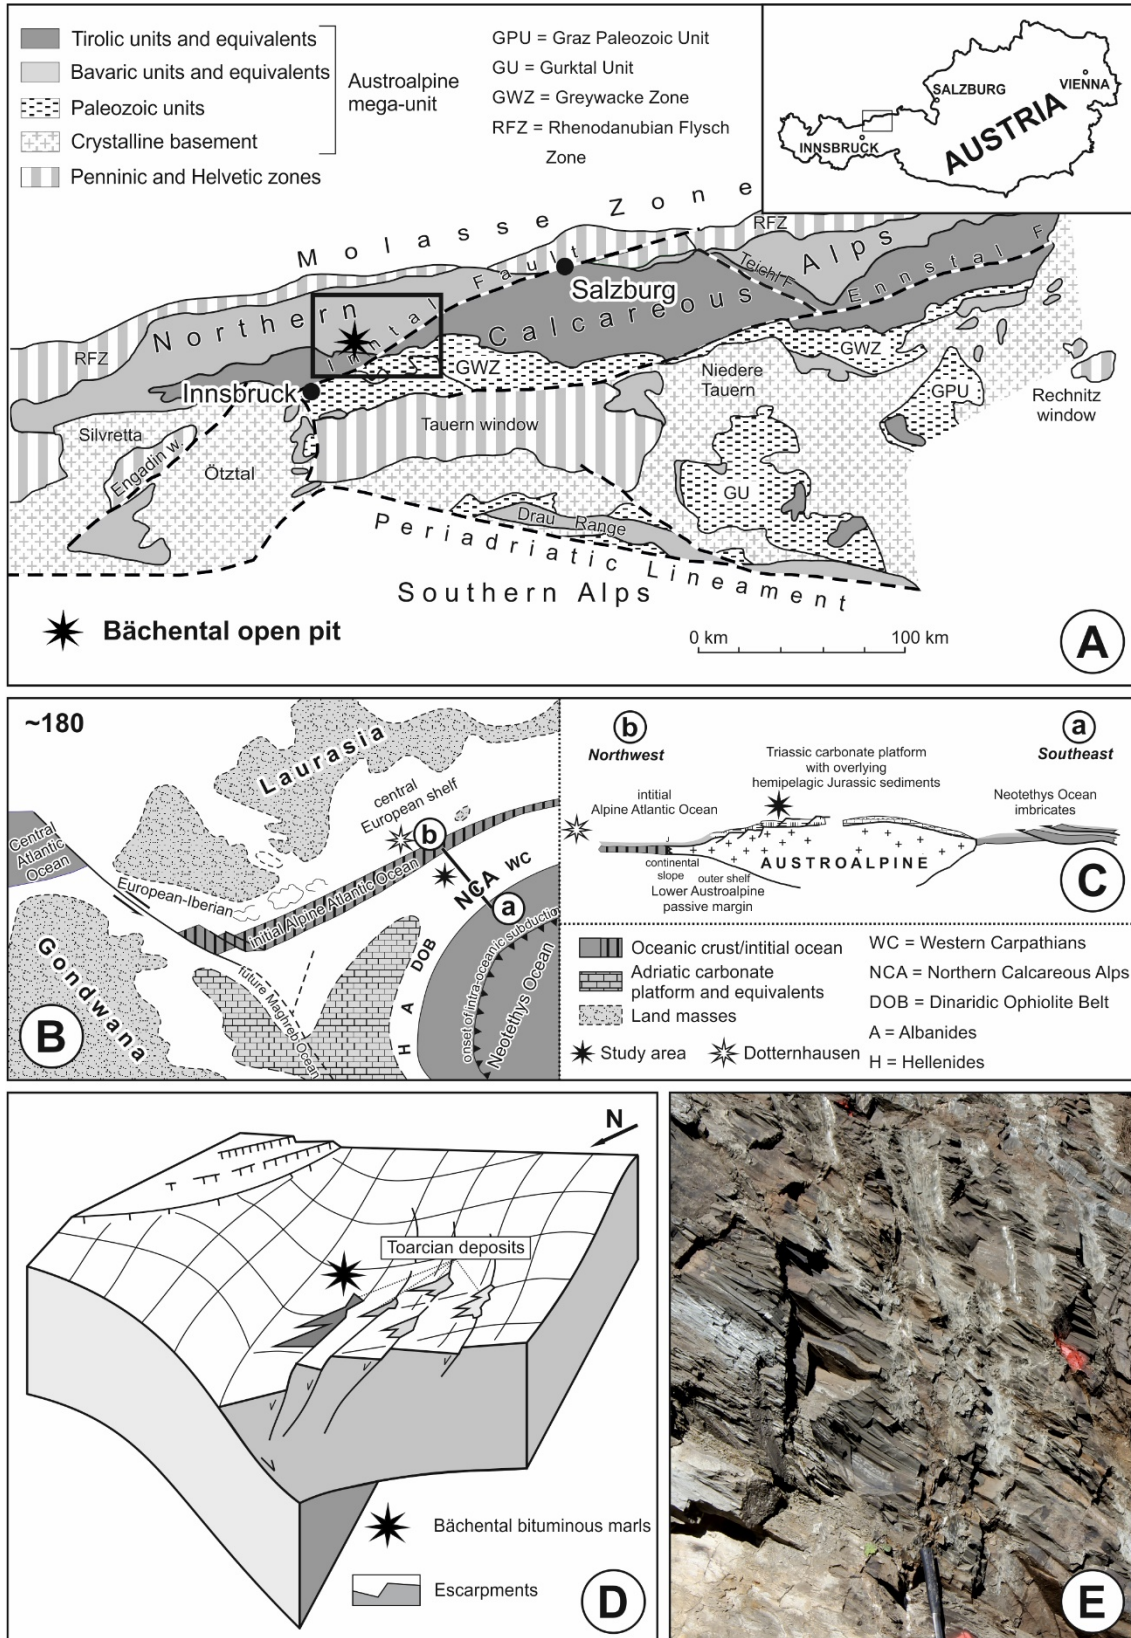 Tirolic units and equivalents
Bavaric units and equivalents
Paleozoic units
Crystalline basement
Penninic and Helvetic zones
Austroalpine
mega-unit
GPU = Graz Paleozoic Unit
GU = Gurktal Unit
GWZ = Greywacke Zone
RFZ = Rhenodanubian Flysch
Zone
SALZBURG
VIENNA
INNSBRUCK
AUSTRIA
Molasse Zone
RFZ
Northern Calcareous Alps
Inntal Fault
Teichl F
Ennstal F
Salzburg
RFZ
Innsbruck
GWZ
GWZ
Niedere
Tauern
GPU
Rechnitz
window
Silvretta
Engadin w.
Ötztal
Tauern window
GU
Drau Range
Periadriatic Lineament
Southern Alps
Bächental open pit
0 km
100 km
A
~180
Laurasia
central
European shelf
Central
Atlantic
Ocean
European-Iberian
initial Alpine Atlantic Ocean
b
NCA
WC
a
Gondwana
future Maghreb Ocean
DOB
A
H
onset of intra-oceanic subductio
Neotethys Ocean
B
b
Northwest
a
Southeast
Triassic carbonate platform
with overlying
hemipelagic Jurassic sediments
intitial
Alpine Atlantic Ocean
Neotethys Ocean
imbricates
AUSTROALPINE
continental
slope
outer shelf
Lower Austroalpine
passive margin
C
Oceanic crust/intitial ocean
Adriatic carbonate
platform and equivalents
Land masses
Study area
Dotternhausen
WC = Western Carpathians
NCA = Northern Calcareous Alps
DOB = Dinaridic Ophiolite Belt
A = Albanides
H = Hellenides
N
Toarcian deposits
Bächental bituminous marls
Escarpments
D
E